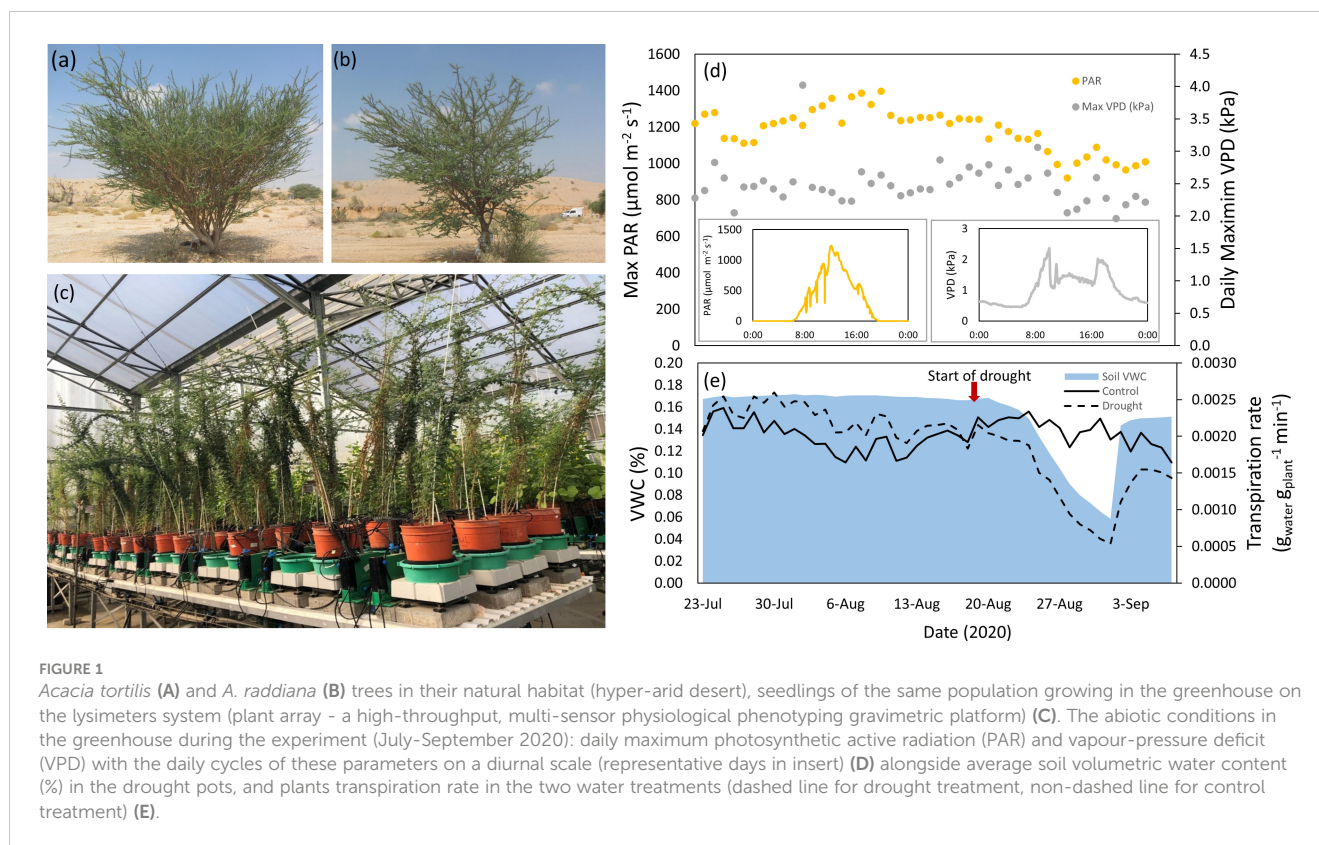 (a)
(b)
(c)
(d)
PAR
Max VPD (kPa)
Max PAR (µmol m-2 s-1)
1600
1400
1200
1000
800
600
400
200
0
Daily Maximim VPD (kPa)
4.5
4.0
3.5
3.0
2.5
2.0
1.5
1.0
0.5
0.0
PAR (µmol m-2 s-1)
1500
1000
500
0
0:00 8:00 16:00 0:00
VPD (kPa)
3
2
1
0
0:00 8:00 16:00 0:00
(e)
Start of drought
Soil VWC
Control
Drought
VWC (%)
0.20
0.18
0.16
0.14
0.12
0.10
0.08
0.06
0.04
0.02
0.00
Transpiration rate
(gwater gplant-1 min-1)
0.0030
0.0025
0.0020
0.0015
0.0010
0.0005
0.0000
23-Jul 30-Jul 6-Aug 13-Aug 20-Aug 27-Aug 3-Sep
Date (2020)
FIGURE 1
Acacia tortilis (A) and A. raddiana (B) trees in their natural habitat (hyper-arid desert), seedlings of the same population growing in the greenhouse on
the lysimeters system (plant array - a high-throughput, multi-sensor physiological phenotyping gravimetric platform) (C). The abiotic conditions in
the greenhouse during the experiment (July-September 2020): daily maximum photosynthetic active radiation (PAR) and vapour-pressure deficit
(VPD) with the daily cycles of these parameters on a diurnal scale (representative days in insert) (D) alongside average soil volumetric water content
(%) in the drought pots, and plants transpiration rate in the two water treatments (dashed line for drought treatment, non-dashed line for control
treatment) (E).